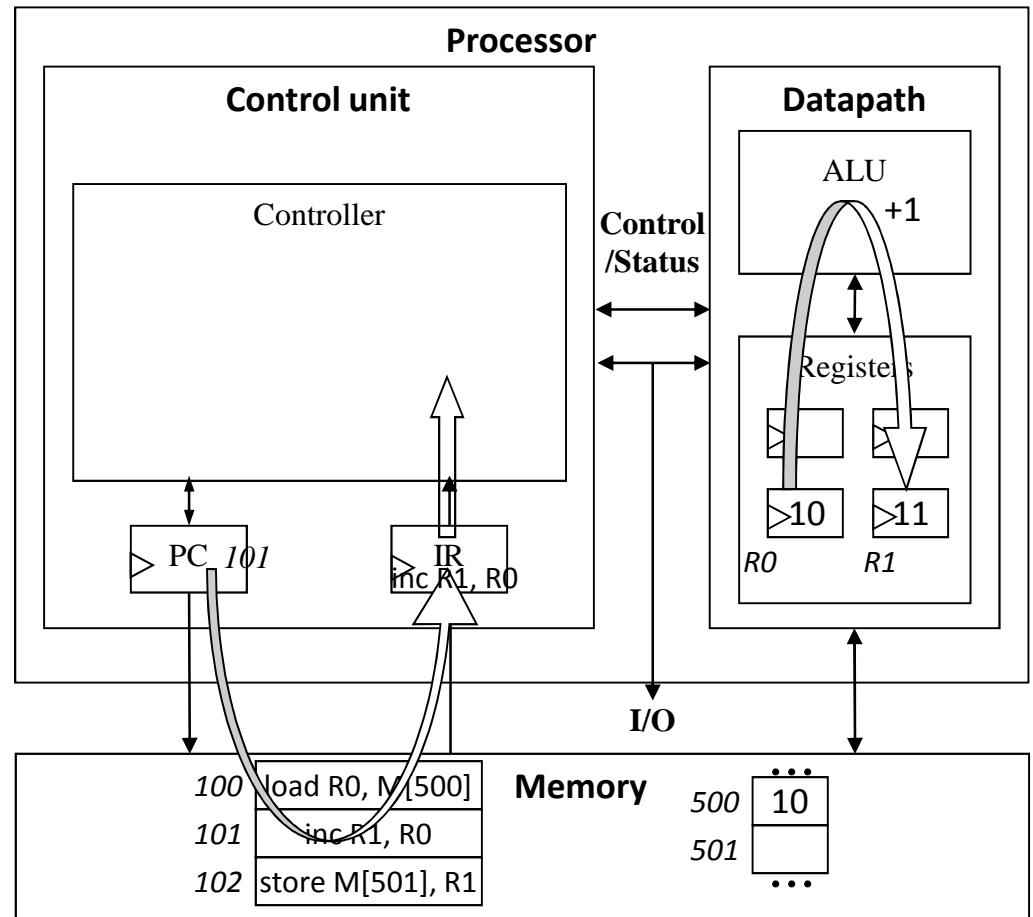 Processor
Control unit
Datapath
Controller
ALU
+1
Control
/Status
Registers
10
11
R0
R1
PC
101
IR
inc R1, R0
I/O
Memory
100
load R0, M[500]
101
inc R1, R0
102
store M[501], R1
...
500
10
501
...